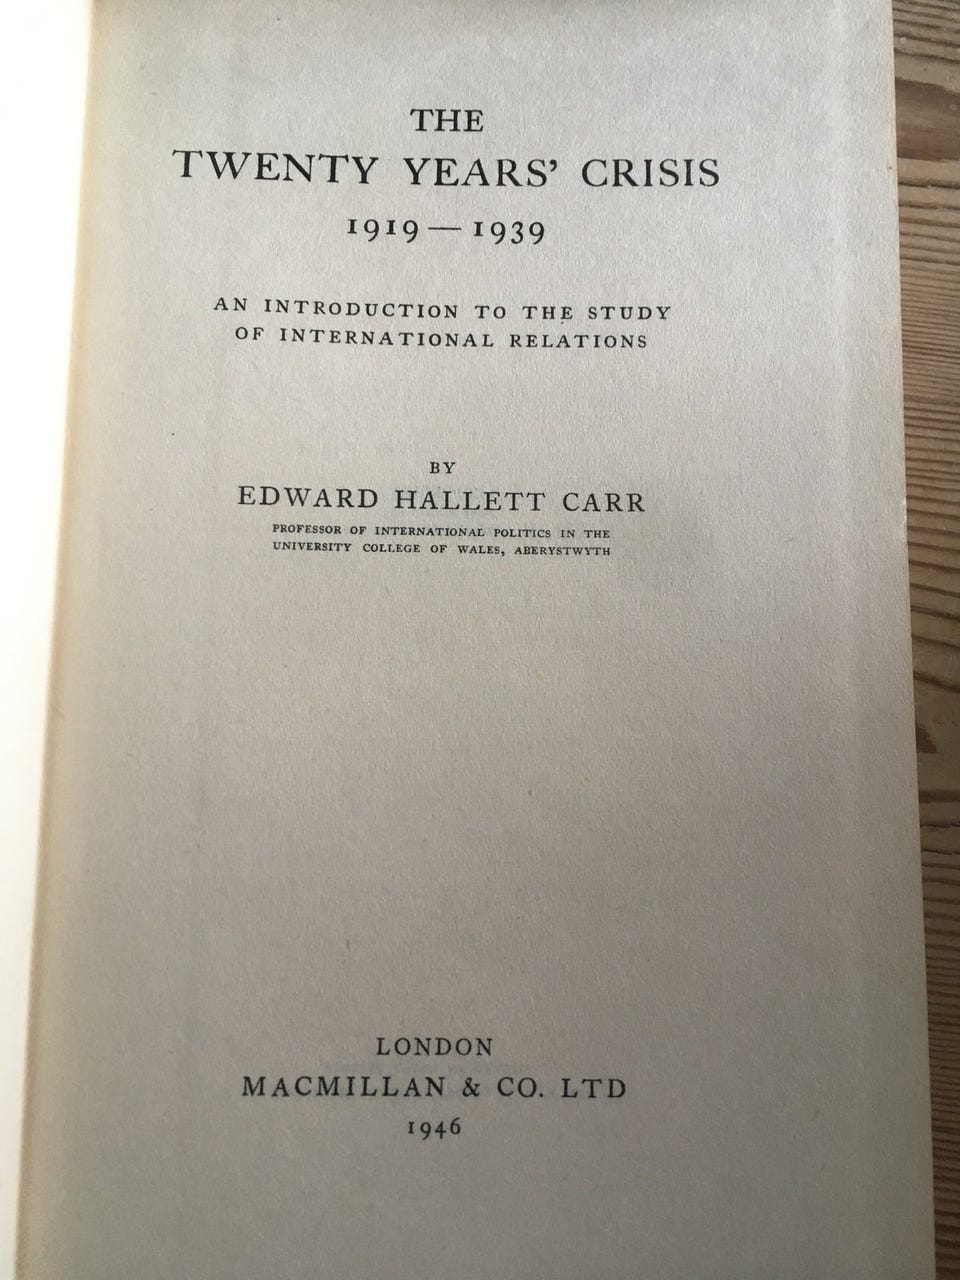 THE
TWENTY YEARS’ CRISIS
1919 — 1939
AN INTRODUCTION TO THE STUDY
OF INTERNATIONAL RELATIONS
BY
EDWARD HALLETT CARR
PROFESSOR OF INTERNATIONAL POLITICS IN THE
UNIVERSITY COLLEGE OF WALES, ABERYSTWYTH
LONDON
MACMILLAN & CO. LTD
1946